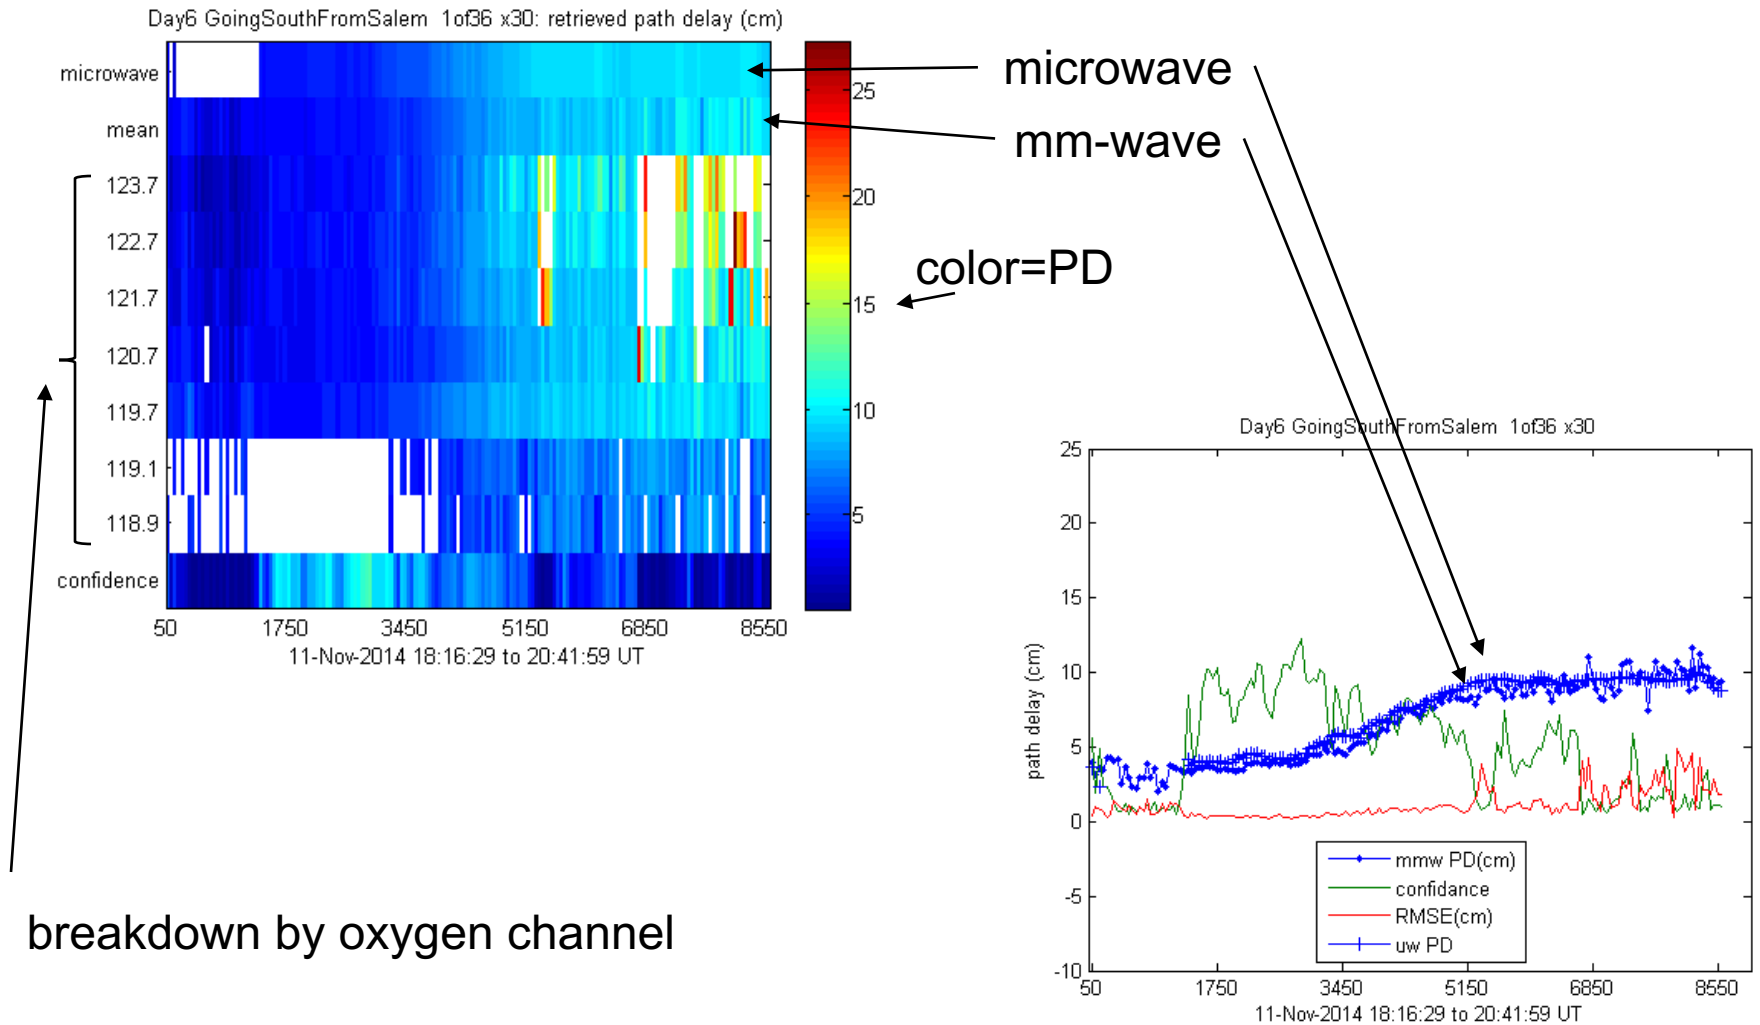 Day6 GoingSouthFromSalem 1of36 x30: retrieved path delay (cm)
microwave
mean
123.7
122.7
121.7
120.7
119.7
119.1
118.9
confidence
50 1750 3450 5150 6850 8550
11-Nov-2014 18:16:29 to 20:41:59 UT
25
20
15
10
5
microwave
mm-wave
color=PD
breakdown by oxygen channel
Day6 GoingSouthFromSalem 1of36 x30
path delay (cm)
25
20
15
10
5
0
-5
-10
mmw PD(cm)
confidance
RMSE(cm)
uw PD
50 1750 3450 5150 6850 8550
11-Nov-2014 18:16:29 to 20:41:59 UT